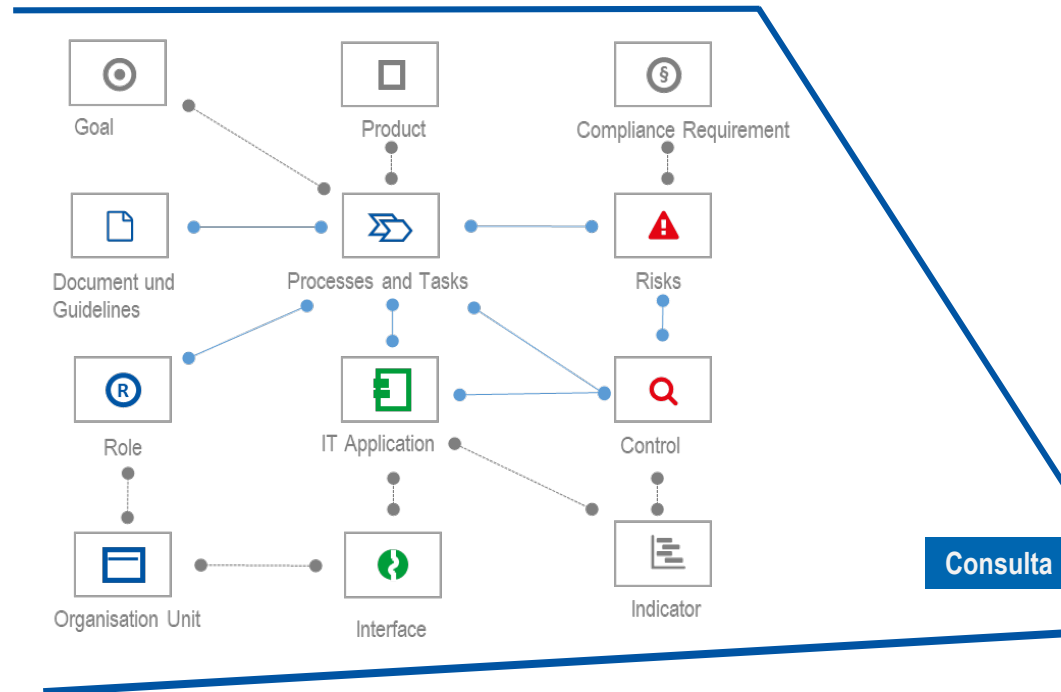 Goal
Product
Compliance Requirement
§
Document und
Guidelines
Processes and Tasks
Risks
R
Role
IT Application
Control
Organisation Unit
Interface
Indicator
Consulta